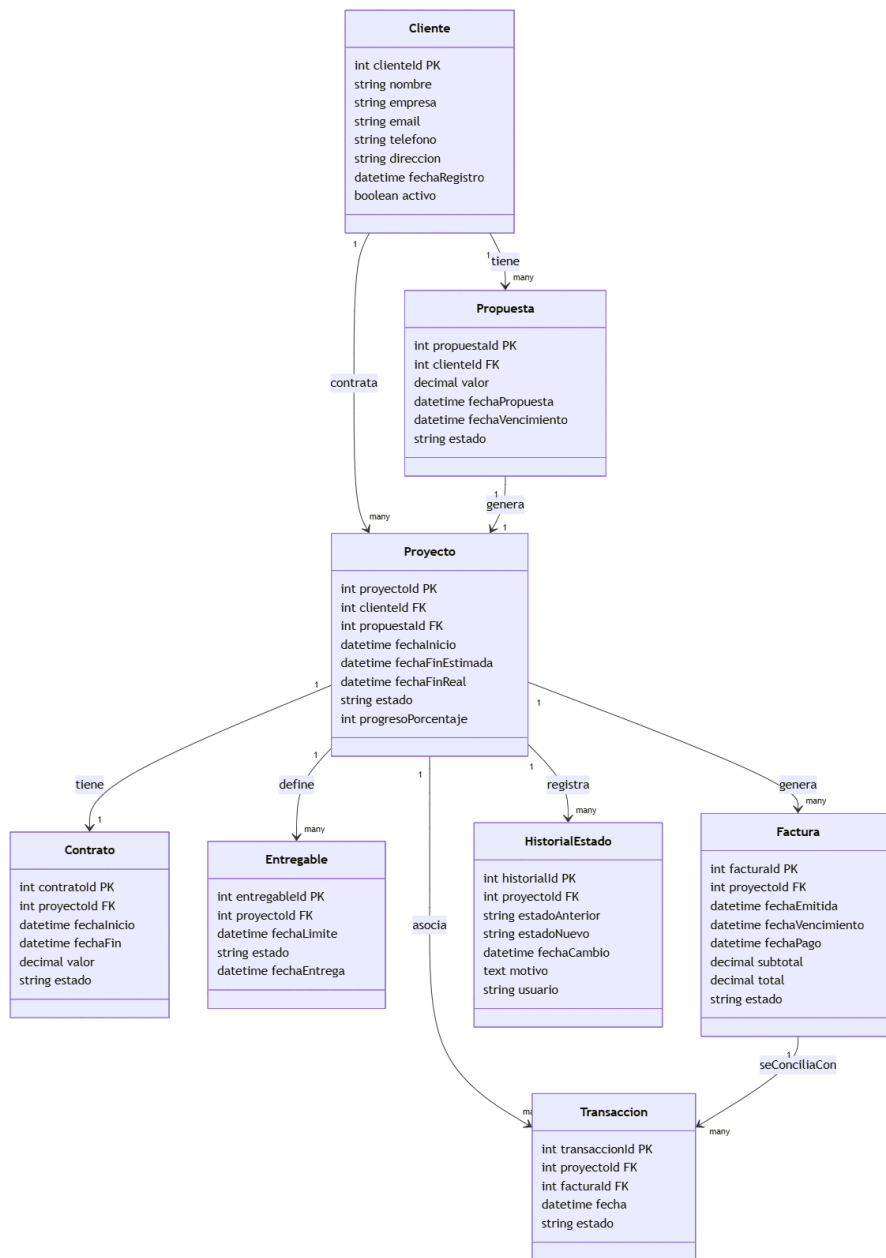 Cliente
int clienteId PK
string nombre
string empresa
string email
string telefono
string direccion
datetime fechaRegistro
boolean activo
1
1
tiene
many
Propuesta
int propuestaId PK
int clienteId FK
decimal valor
datetime fechaPropuesta
datetime fechaVencimiento
string estado
contrata
1
genera
many
1
Proyecto
int proyectoId PK
int clienteId FK
int propuestaId FK
datetime fechaInicio
datetime fechaFinEstimada
datetime fechaFinReal
string estado
int progresoPorcentaje
1
1
1
1
1
tiene
define
registra
genera
1
many
many
many
Contrato
int contratoId PK
int proyectoId FK
datetime fechaInicio
datetime fechaFin
decimal valor
string estado
Entregable
int entregableId PK
int proyectoId FK
datetime fechaLimite
string estado
datetime fechaEntrega
asocia
HistorialEstado
int historialId PK
int proyectoId FK
string estadoAnterior
string estadoNuevo
datetime fechaCambio
text motivo
string usuario
Factura
int facturaId PK
int proyectoId FK
datetime fechaEmitida
datetime fechaVencimiento
datetime fechaPago
decimal subtotal
decimal total
string estado
1
seConciliaCon
many
Transaccion
int transaccionId PK
int proyectoId FK
int facturaId FK
datetime fecha
string estado